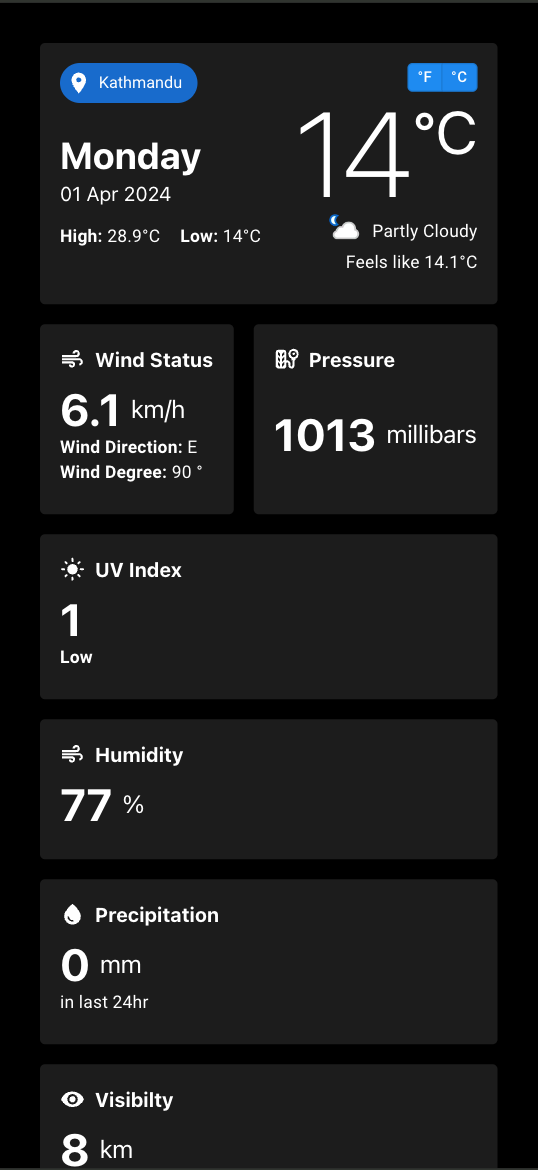 Kathmandu
°F °C
Monday
14°C
01 Apr 2024
High: 28.9°C Low: 14°C
Partly Cloudy
Feels like 14.1°C
Wind Status
6.1 km/h
Wind Direction: E
Wind Degree: 90 °
Pressure
1013 millibars
UV Index
1
Low
Humidity
77 %
Precipitation
0 mm
in last 24hr
Visibilty
8 km